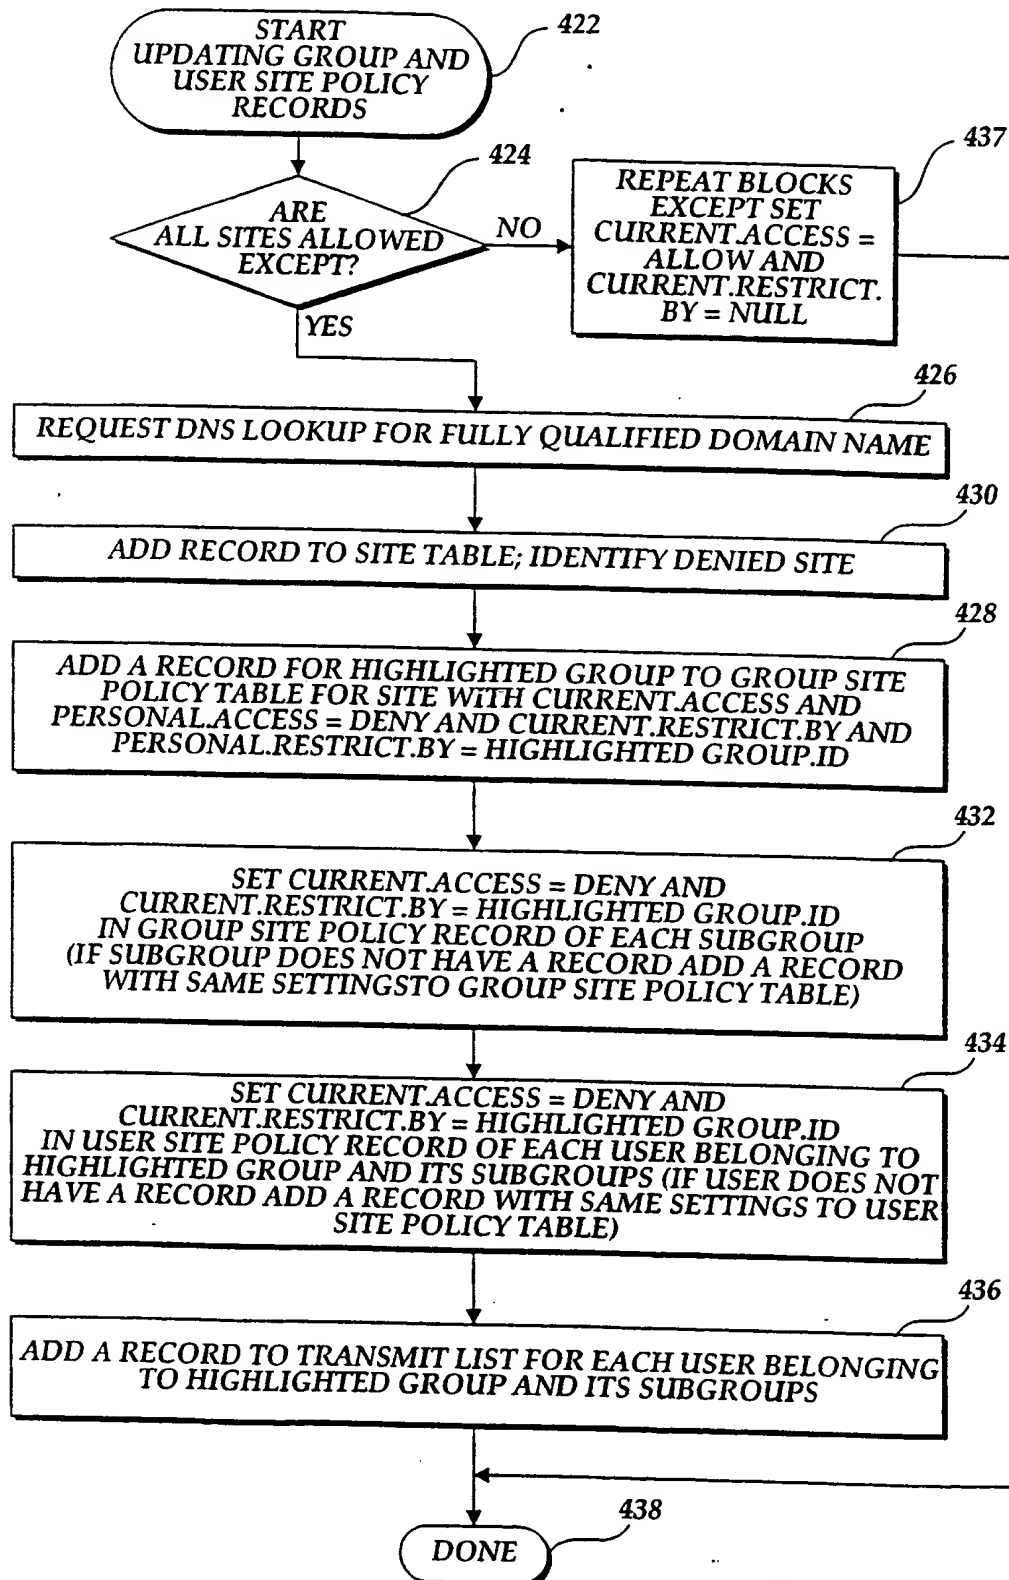 START
UPDATING GROUP AND
USER SITE POLICY
RECORDS
422
424
ARE
ALL SITES ALLOWED
EXCEPT?
NO
YES
437
REPEAT BLOCKS
EXCEPT SET
CURRENT.ACCESS =
ALLOW AND
CURRENT.RESTRICT.
BY = NULL
426
REQUEST DNS LOOKUP FOR FULLY QUALIFIED DOMAIN NAME
430
ADD RECORD TO SITE TABLE; IDENTIFY DENIED SITE
428
ADD A RECORD FOR HIGHLIGHTED GROUP TO GROUP SITE
POLICY TABLE FOR SITE WITH CURRENT.ACCESS AND
PERSONAL.ACCESS = DENY AND CURRENT.RESTRICT.BY AND
PERSONAL.RESTRICT.BY = HIGHLIGHTED GROUP.ID
432
SET CURRENT.ACCESS = DENY AND
CURRENT.RESTRICT.BY = HIGHLIGHTED GROUP.ID
IN GROUP SITE POLICY RECORD OF EACH SUBGROUP
(IF SUBGROUP DOES NOT HAVE A RECORD ADD A RECORD
WITH SAME SETTINGSTO GROUP SITE POLICY TABLE)
434
SET CURRENT.ACCESS = DENY AND
CURRENT.RESTRICT.BY = HIGHLIGHTED GROUP.ID
IN USER SITE POLICY RECORD OF EACH USER BELONGING TO
HIGHLIGHTED GROUP AND ITS SUBGROUPS (IF USER DOES NOT
HAVE A RECORD ADD A RECORD WITH SAME SETTINGS TO USER
SITE POLICY TABLE)
436
ADD A RECORD TO TRANSMIT LIST FOR EACH USER BELONGING
TO HIGHLIGHTED GROUP AND ITS SUBGROUPS
438
DONE